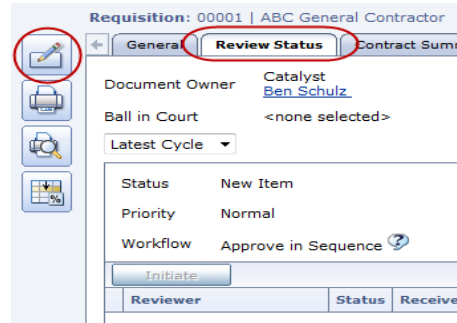 Requisition: 00001 | ABC General Contractor
General Review Status Contract Summ
Document Owner Catalyst
Ben Schulz
Ball in Court <none selected>
Latest Cycle
Status New Item
Priority Normal
Workflow Approve in Sequence ?
Initiate
Reviewer Status Receive
%